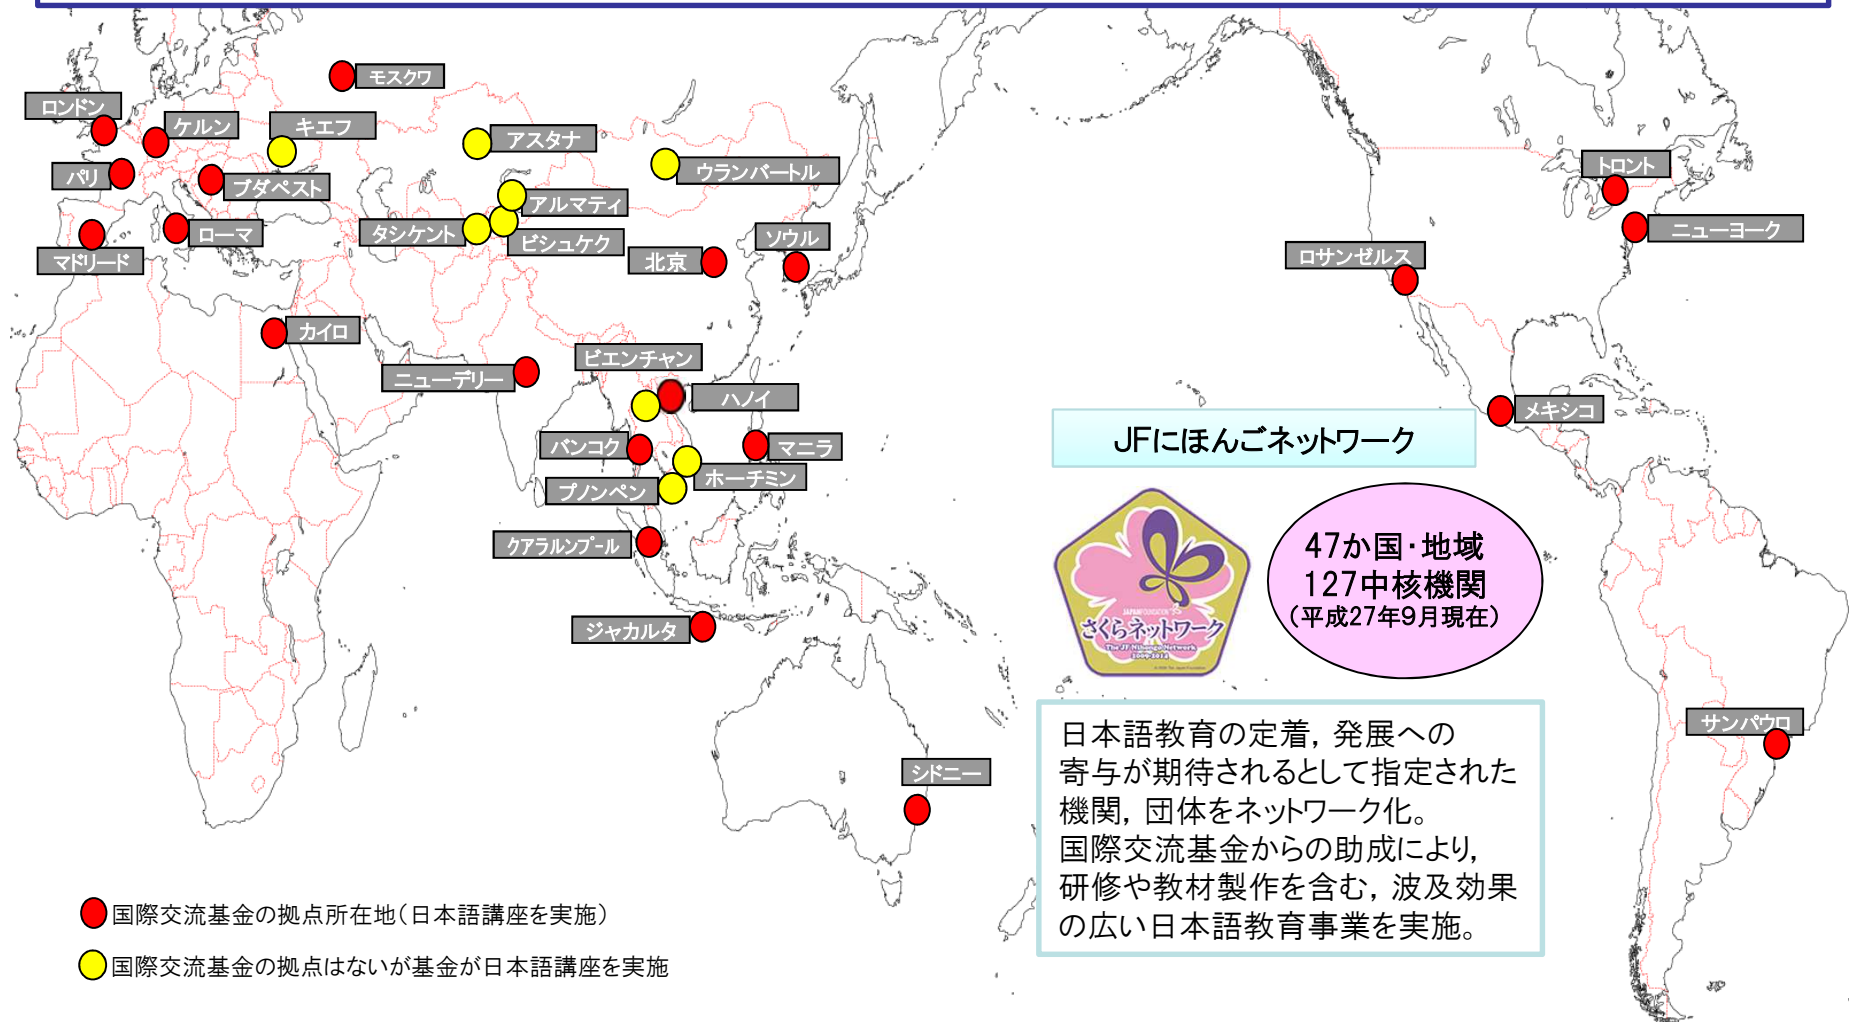 モスクワ
ロンドン
ケルン
キエフ
アスタナ
ウランバートル
パリ
ブダペスト
アルマティ
トロント
マドリード
ローマ
タシケント
ビシュケク
北京
ソウル
ロサンゼルス
ニューヨーク
カイロ
ニューデリー
ビエンチャン
ハノイ
メキシコ
バンコク
マニラ
プノンペン
ホーチミン
クアラルンプール
ジャカルタ
シドニー
サンパウロ
JFにほんごネットワーク
JAPANFOUNDATION
さくらネットワーク
The JF Nihongo Network
47か国・地域
127中核機関
(平成27年9月現在)
日本語教育の定着，発展への
寄与が期待されるとして指定された
機関，団体をネットワーク化。
国際交流基金からの助成により，
研修や教材製作を含む，波及効果
の広い日本語教育事業を実施。
国際交流基金の拠点所在地(日本語講座を実施)
国際交流基金の拠点はないが基金が日本語講座を実施